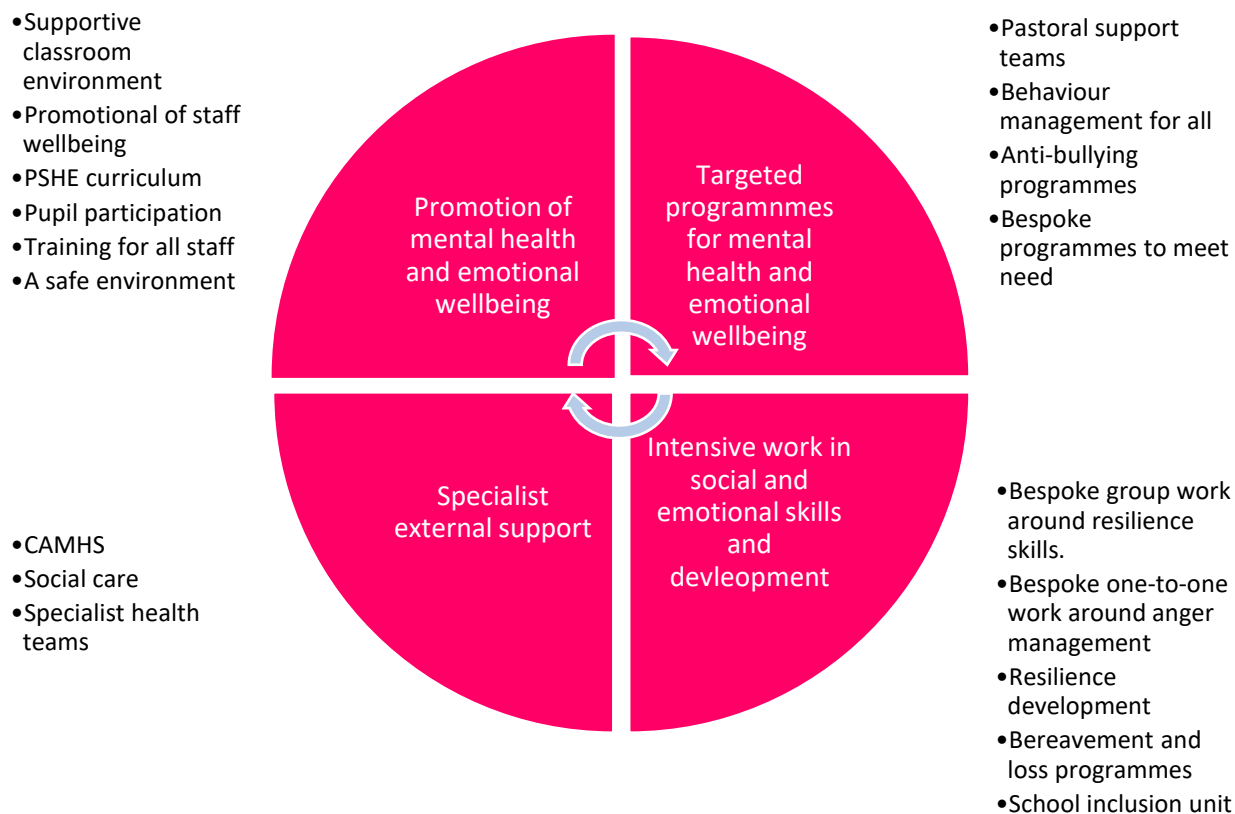 •Supportive
classroom
environment
•Promotional of staff
wellbeing
•PSHE curriculum
•Pupil participation
•Training for all staff
•A safe environment
Promotion of
mental health
and emotional
wellbeing
Targeted
programnmes
for mental
health and
emotional
wellbeing
•Pastoral support
teams
•Behaviour
management for all
•Anti-bullying
programmes
•Bespoke
programmes to meet
need
•CAMHS
•Social care
•Specialist health
teams
Specialist
external support
Intensive work in
social and
emotional skills
and
devleopment
•Bespoke group work
around resilience
skills.
•Bespoke one-to-one
work around anger
management
•Resilience
development
•Bereavement and
loss programmes
•School inclusion unit